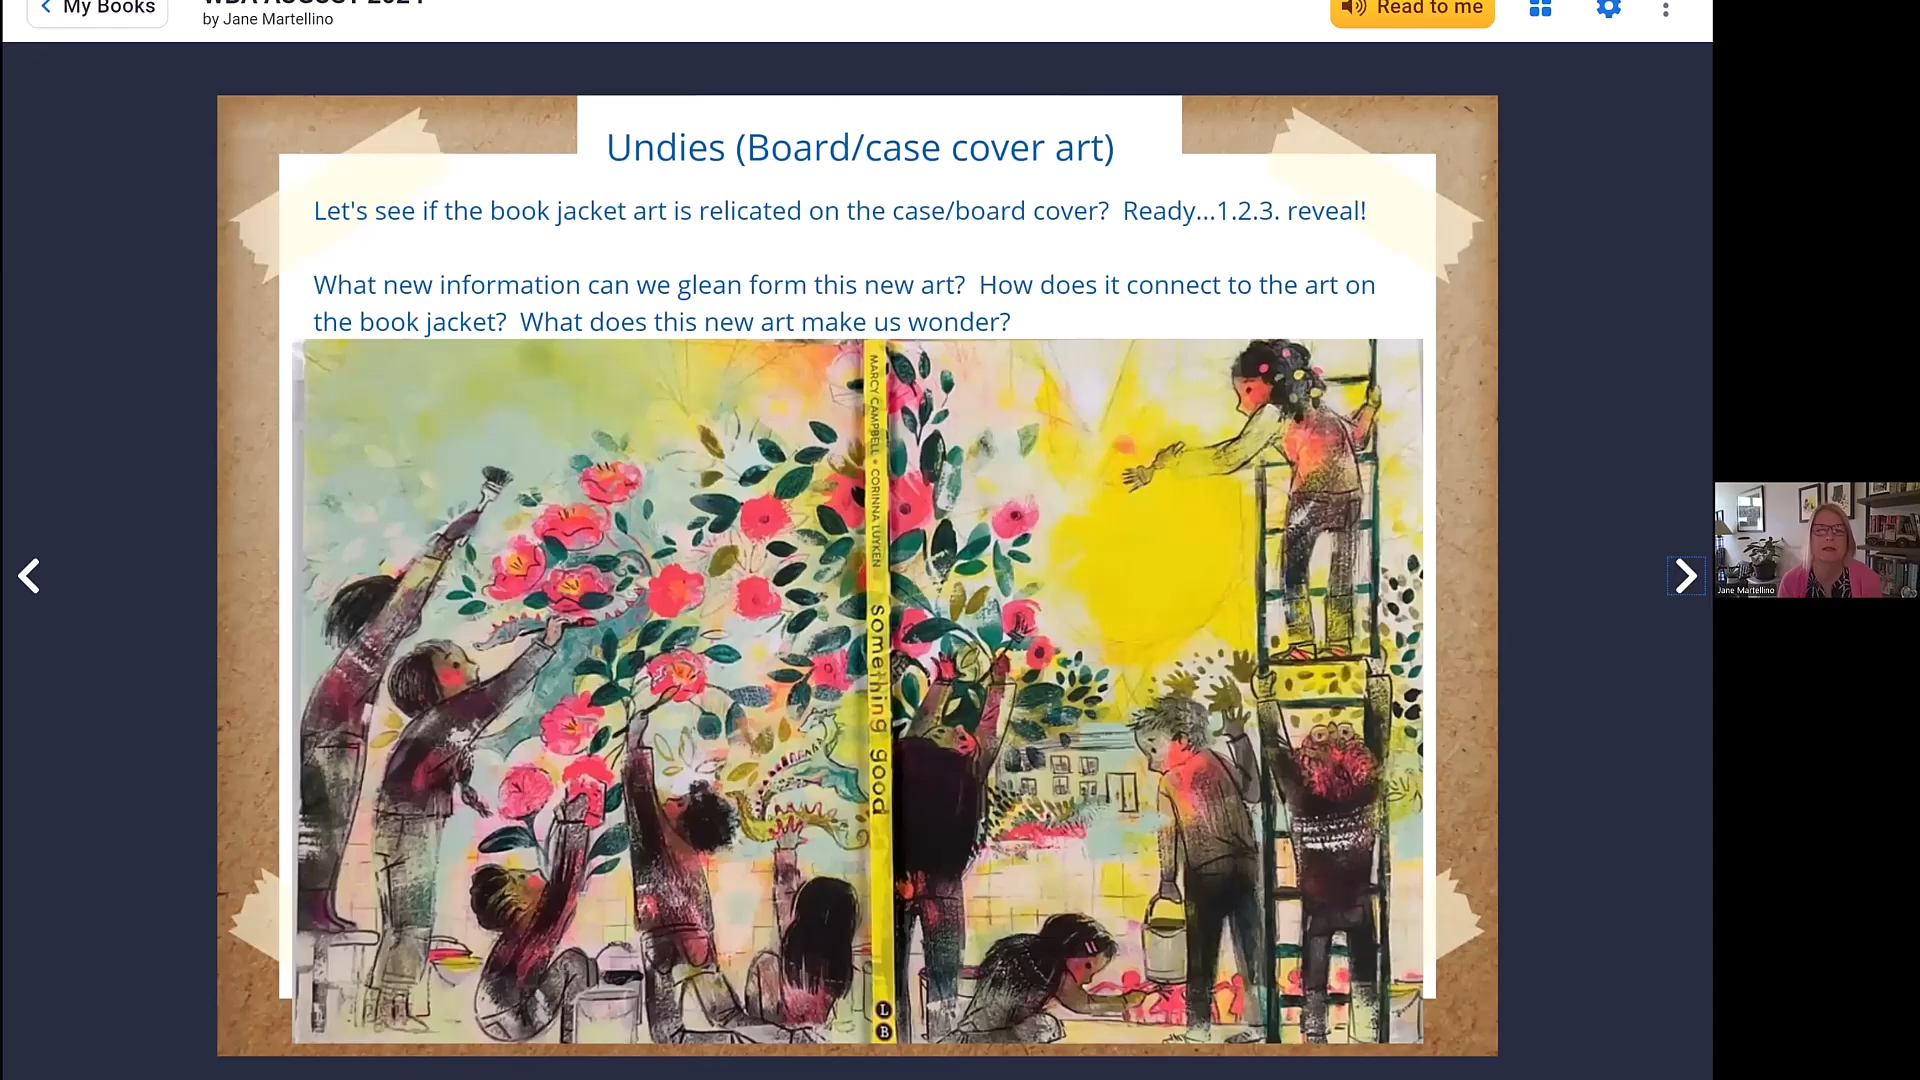 My Books
WBA AUGUST 2024
by Jane Martellino
Read to me
Undies (Board/case cover art)
Let's see if the book jacket art is relicated on the case/board cover?  Ready...1.2.3. reveal!
What new information can we glean form this new art?  How does it connect to the art on
the book jacket?  What does this new art make us wonder?
MARCY CAMPBELL • CORINNA LUYKEN
something good
L B
Jane Martellino